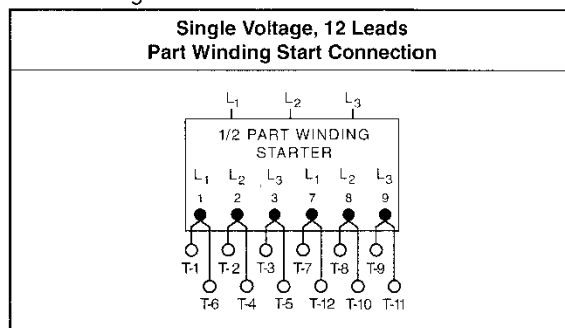 Single Voltage, 12 Leads
Part Winding Start Connection
L1 L2 L3
1/2 PART WINDING
STARTER
L1 L2 L3 L1 L2 L3
1 2 3 7 8 9
T-1 T-2 T-3 T-7 T-8 T-9
T-6 T-4 T-5 T-12 T-10 T-11